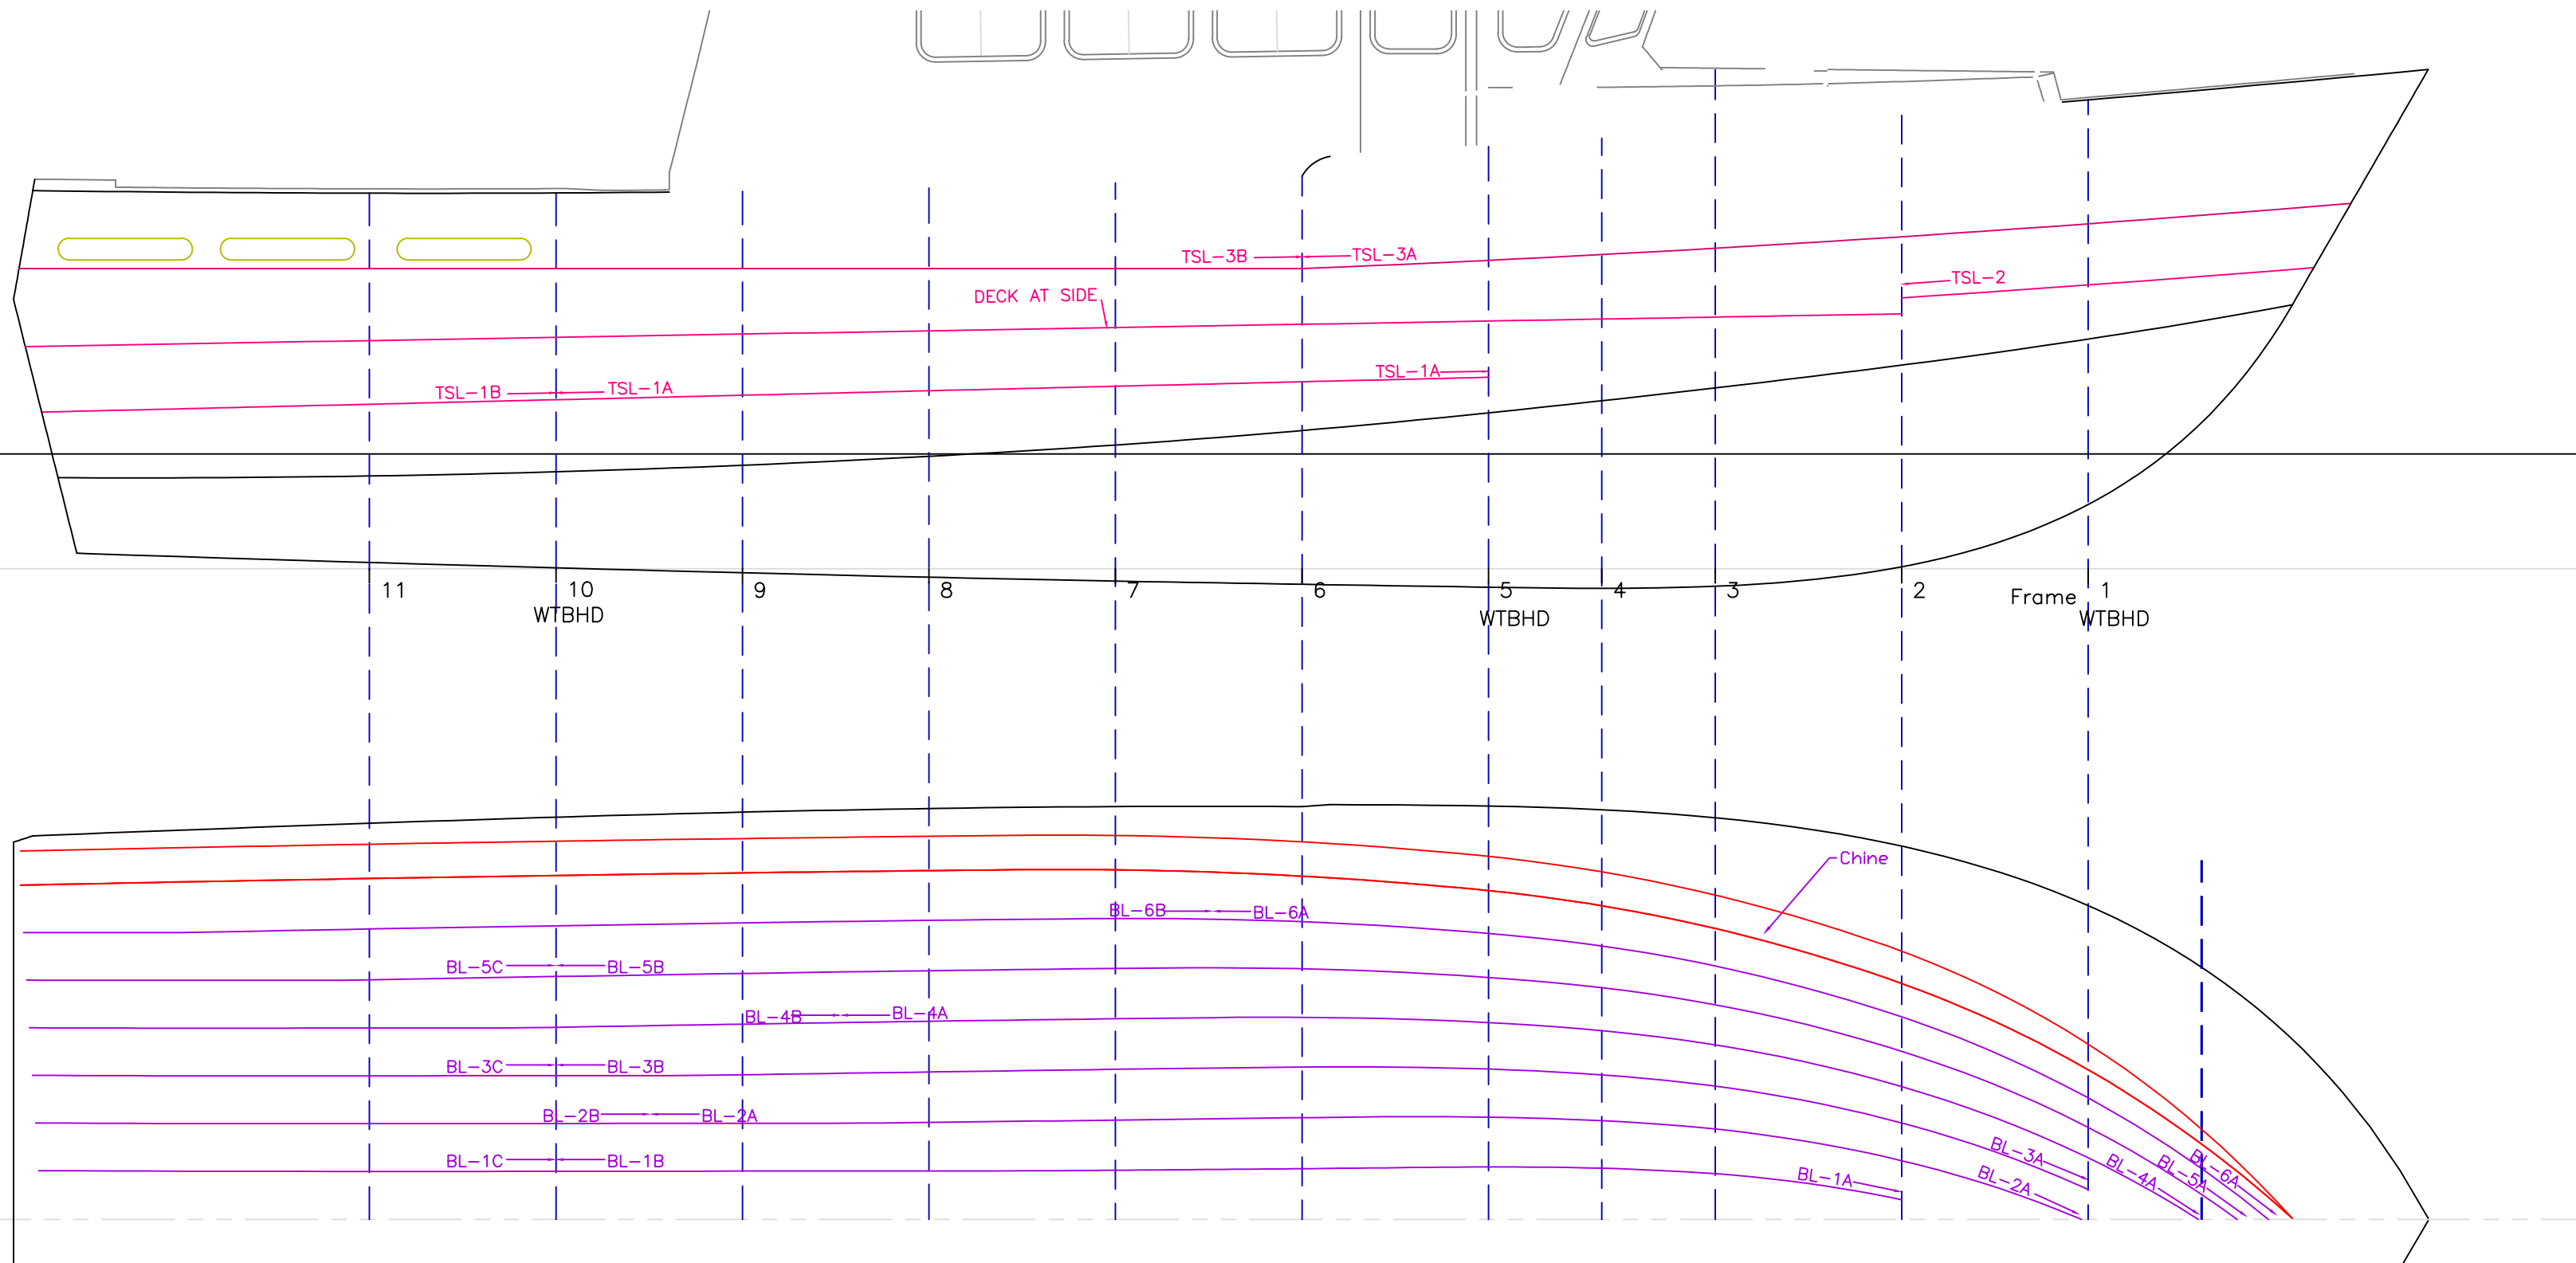 TSL-3B
TSL-3A
TSL-2
DECK AT SIDE
TSL-1A
TSL-1B
TSL-1A
11
10
9
8
7
6
5
4
3
2
Frame
1
WTBHD
WTBHD
WTBHD
Chine
BL-6B
BL-6A
BL-5C
BL-5B
BL-4B
BL-4A
BL-3C
BL-3B
BL-2B
BL-2A
BL-1C
BL-1B
BL-1A
BL-2A
BL-3A
BL-4A
BL-5A
BL-6A